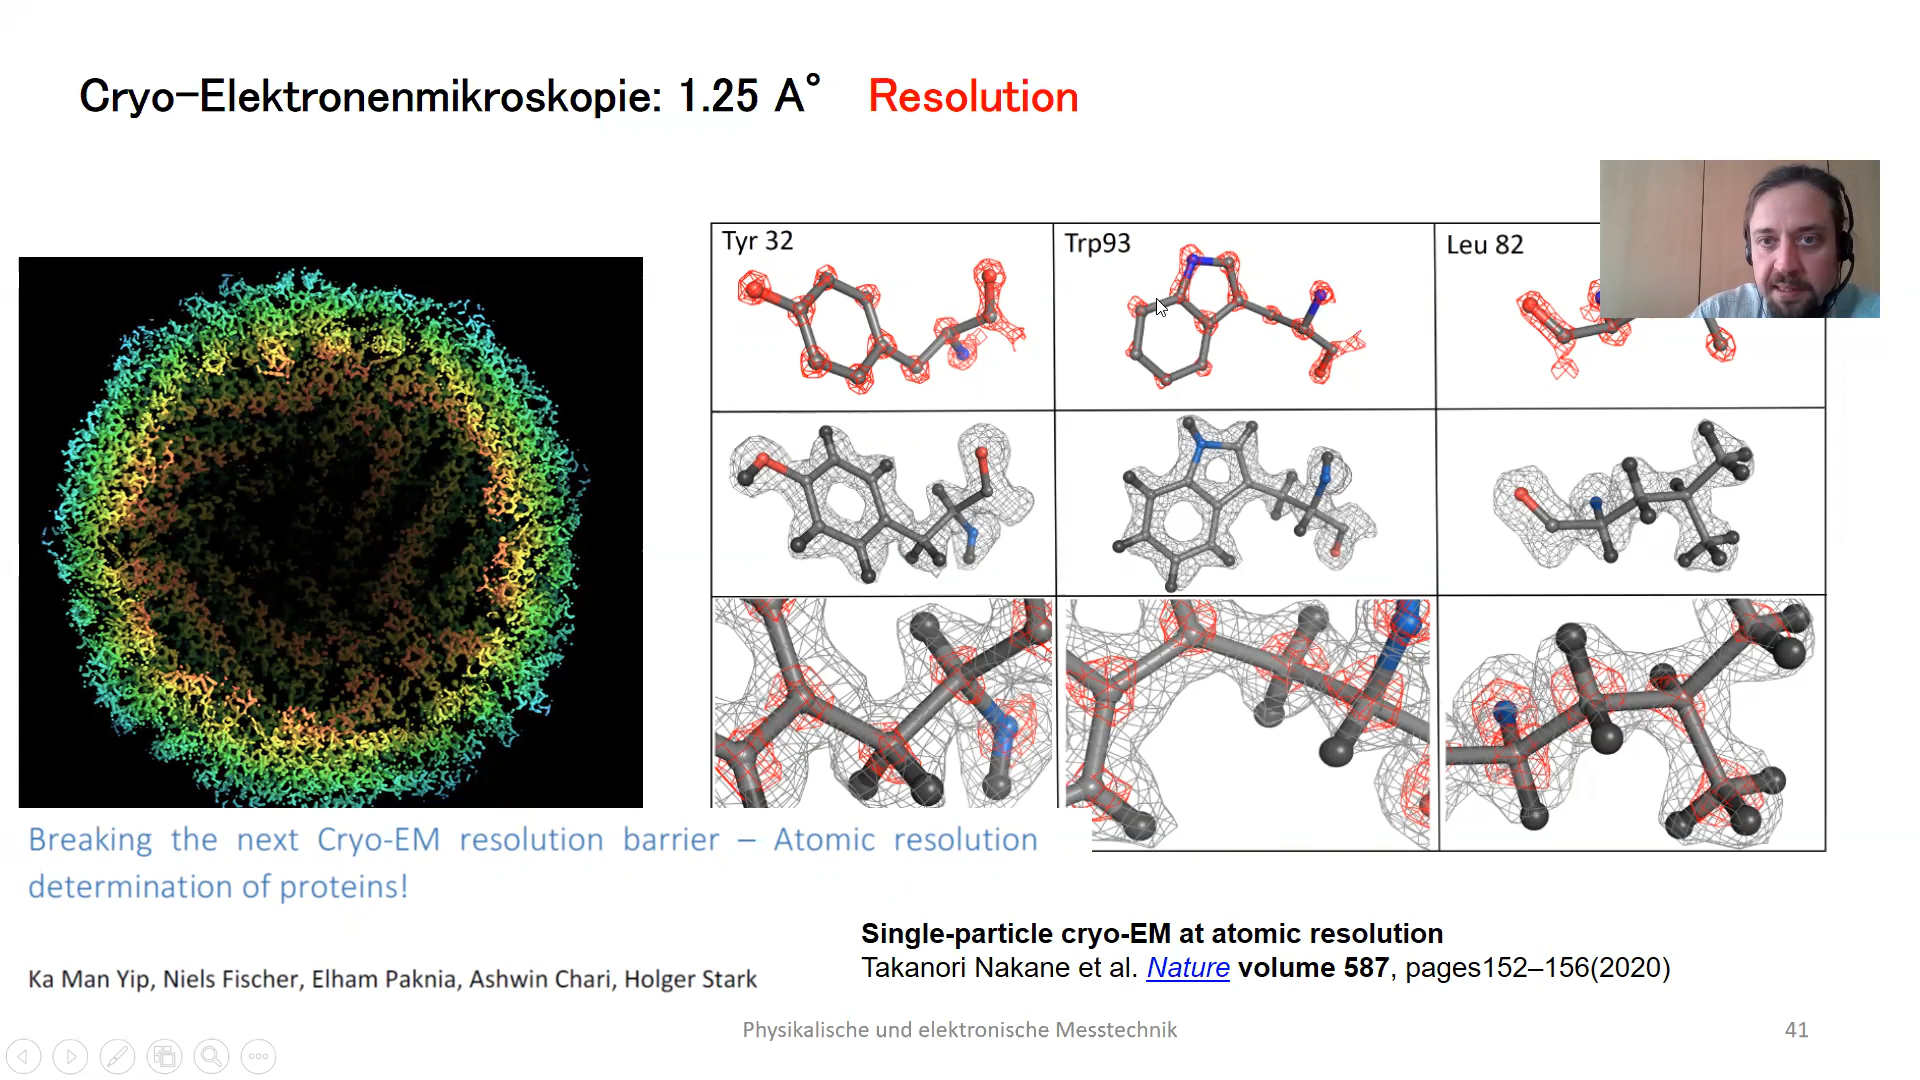 Cryo-Elektronenmikroskopie: 1.25 A° Resolution
Tyr 32
Trp93
Leu 82
Breaking the next Cryo-EM resolution barrier – Atomic resolution
determination of proteins!
Ka Man Yip, Niels Fischer, Elham Paknia, Ashwin Chari, Holger Stark
Single-particle cryo-EM at atomic resolution
Takanori Nakane et al. Nature volume 587, pages152–156(2020)
Physikalische und elektronische Messtechnik
41